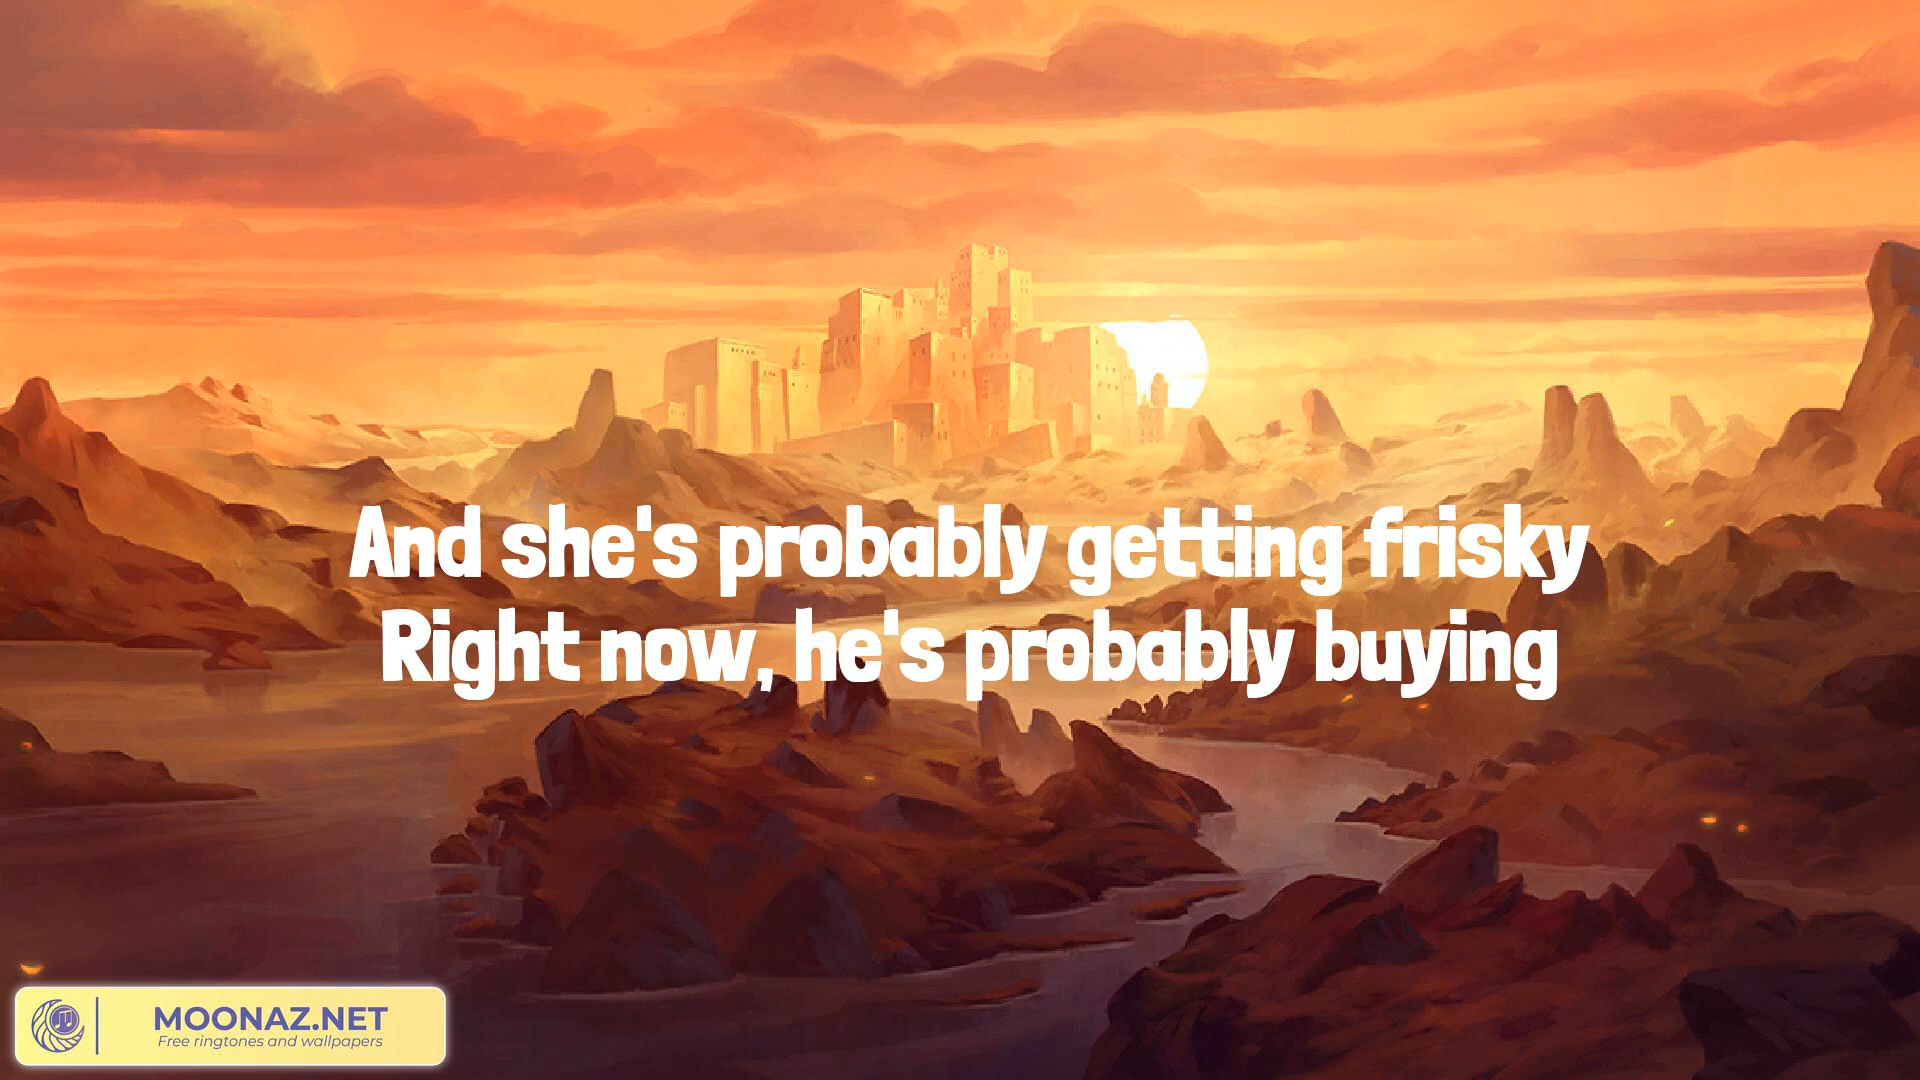 And she's probably getting frisky
Right now, he's probably buying
MOONAZ.NET
Free ringtones and wallpapers